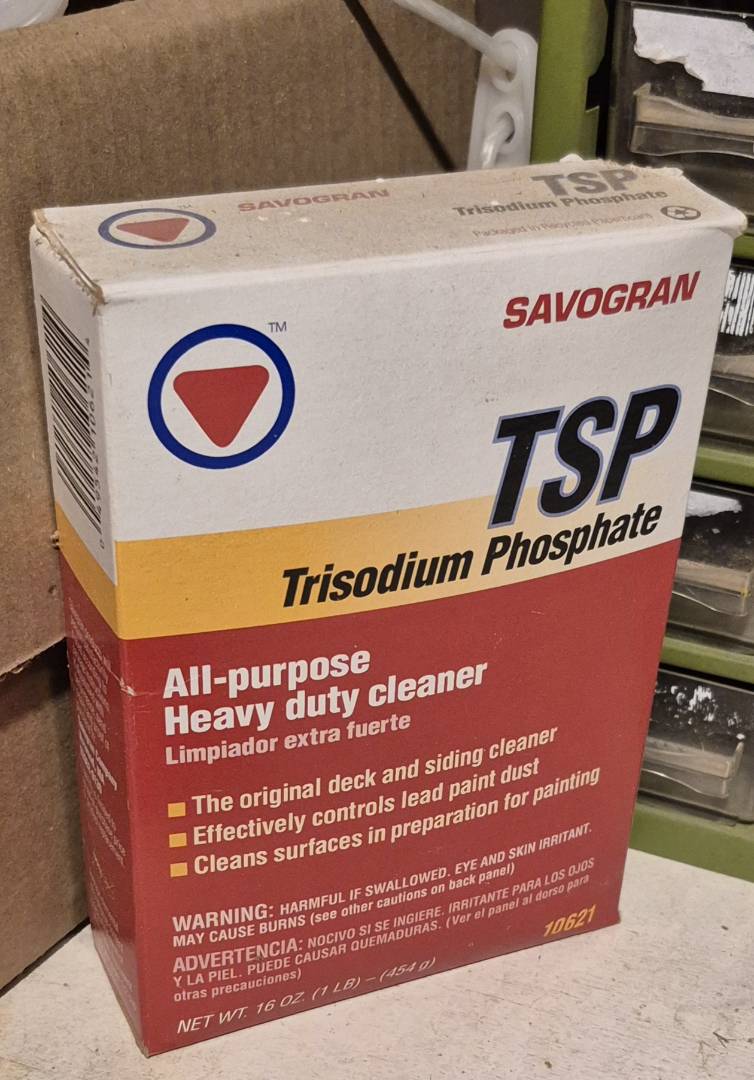 SAVOGRAN
TSP
Trisodium Phosphate
Packaged in Recycled Paperboard
TM
SAVOGRAN
TSP
Trisodium Phosphate
All-purpose
Heavy duty cleaner
Limpiador extra fuerte
The original deck and siding cleaner
Effectively controls lead paint dust
Cleans surfaces in preparation for painting
WARNING: HARMFUL IF SWALLOWED. EYE AND SKIN IRRITANT.
MAY CAUSE BURNS (see other cautions on back panel)
ADVERTENCIA: NOCIVO SI SE INGIERE. IRRITANTE PARA LOS OJOS
Y LA PIEL. PUEDE CAUSAR QUEMADURAS. (Ver el panel al dorso para
otras precauciones)
10621
NET WT. 16 OZ. (1 LB) – (454 g)